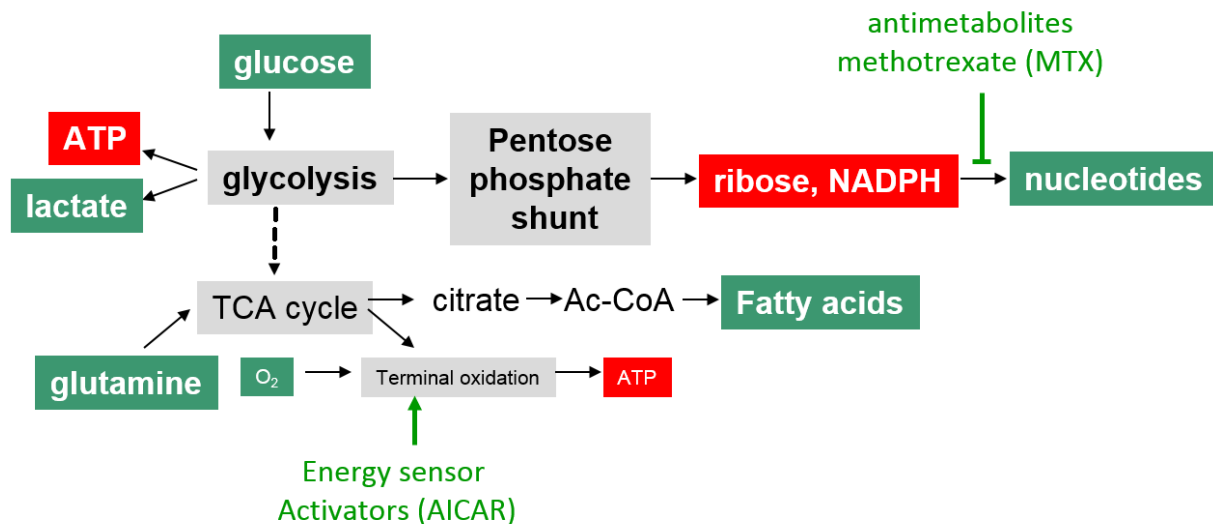 antimetabolites
methotrexate (MTX)
glucose
ATP
lactate
glycolysis
Pentose
phosphate
shunt
ribose, NADPH
nucleotides
TCA cycle
citrate
Ac-CoA
Fatty acids
glutamine
O₂
Terminal oxidation
ATP
Energy sensor
Activators (AICAR)